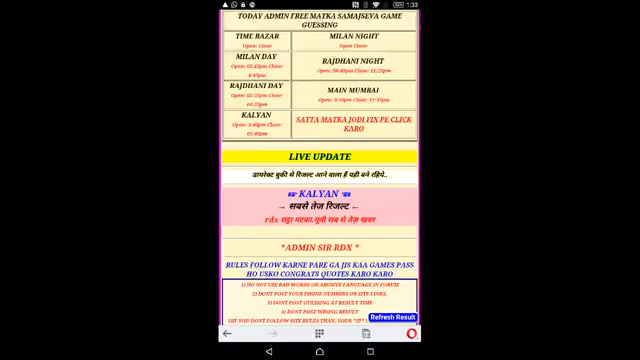 1:33
TODAY ADMIN FREE MATKA SAMAJSEVA GAME
GUESSING
TIME BAZAR
Open: Close:
MILAN NIGHT
Open: Close:
MILAN DAY
RAJDHANI NIGHT
RAJDHANI DAY
MAIN MUMBAI
KALYAN
SATTA MATKA JODI FIX PE CLICK
KARO
LIVE UPDATE
डायरेक्ट बुकी से रिजल्ट आने वाला हैं यही बने रहिये..
☞ KALYAN ☜
→ सबसे तेज रिजल्ट ←
rdx सट्टा मटका.मूवी सब से तेज़ खबर
*ADMIN SIR RDX *
RULES FOLLOW KARNE PARE GA JIS KAA GAMES PASS
HO USKO CONGRATS QUOTES KARO KARO
1) DO NOT USE BAD WORDS OR ABUSIVE LANGUAGE IN FORUM
2) DONT POST YOUR PHONE NUMBERS OR SITE LINKS.
3) DONT POST GUESSING AT RESULT TIME
4) DONT POST WRONG RESULT
Refresh Result